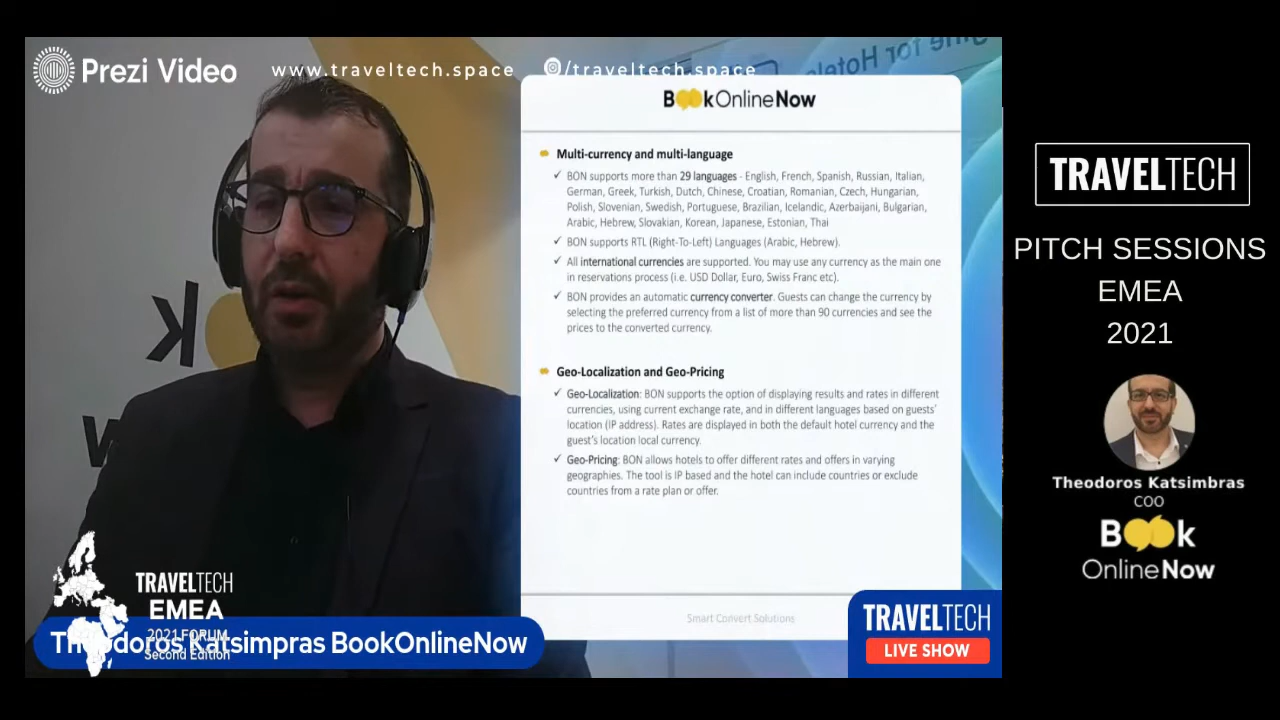 Prezi Video
www.traveltech.space
/traveltech.space
BookOnlineNow
Multi-currency and multi-language
BON supports more than 29 languages - English, French, Spanish, Russian, Italian,
German, Greek, Turkish, Dutch, Chinese, Croatian, Romanian, Czech, Hungarian,
Polish, Slovenian, Swedish, Portuguese, Brazilian, Icelandic, Azerbaijani, Bulgarian,
Arabic, Hebrew, Slovakian, Korean, Japanese, Estonian, Thai
BON supports RTL (Right-To-Left) Languages (Arabic, Hebrew).
All international currencies are supported. You may use any currency as the main one
in reservations process (i.e. USD Dollar, Euro, Swiss Franc etc).
BON provides an automatic currency converter. Guests can change the currency by
selecting the preferred currency from a list of more than 90 currencies and see the
prices to the converted currency.
Geo-Localization and Geo-Pricing
Geo-Localization: BON supports the option of displaying results and rates in different
currencies, using current exchange rate, and in different languages based on guests'
location (IP address). Rates are displayed in both the default hotel currency and the
guest's location local currency.
Geo-Pricing: BON allows hotels to offer different rates and offers in varying
geographies. The tool is IP based and the hotel can include countries or exclude
countries from a rate plan or offer.
Smart Convert Solutions
TRAVELTECH
EMEA
2021 FORUM
Second Edition
Theodoros Katsimpras BookOnlineNow
TRAVELTECH
LIVE SHOW
TRAVELTECH
PITCH SESSIONS
EMEA
2021
Theodoros Katsimbras
COO
Book
OnlineNow